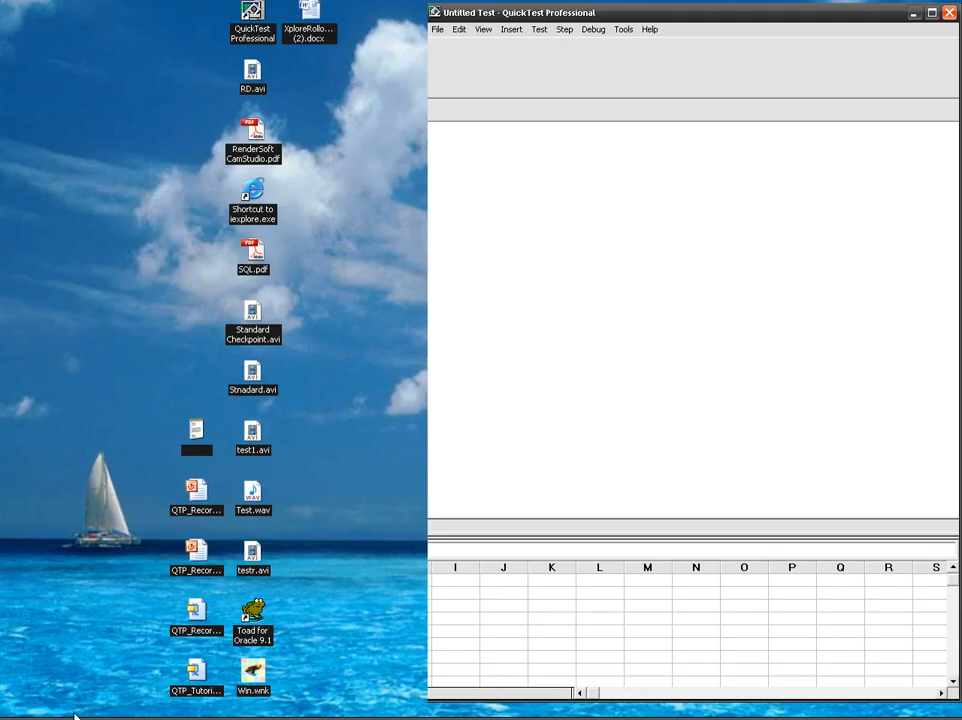 QuickTest
Professional
XploreRollo...
(2).docx
RD.avi
RenderSoft
CamStudio.pdf
Shortcut to
iexplore.exe
SQL.pdf
Standard
Checkpoint.avi
Stnadard.avi
test1.avi
QTP_Recor...
Test.wav
QTP_Recor...
testr.avi
QTP_Recor...
Toad for
Oracle 9.1
QTP_Tutori...
Win.wnk
Untitled Test - QuickTest Professional
File Edit View Insert Test Step Debug Tools Help
I J K L M N O P Q R S